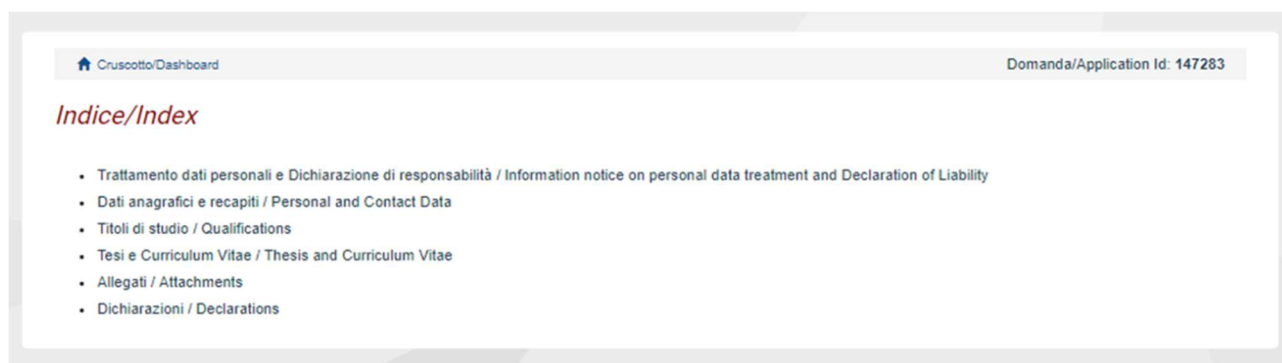 Cruscotto/Dashboard Domanda/Application Id: 147283
Indice/Index
• Trattamento dati personali e Dichiarazione di responsabilità / Information notice on personal data treatment and Declaration of Liability
• Dati anagrafici e recapiti / Personal and Contact Data
• Titoli di studio / Qualifications
• Tesi e Curriculum Vitae / Thesis and Curriculum Vitae
• Allegati / Attachments
• Dichiarazioni / Declarations